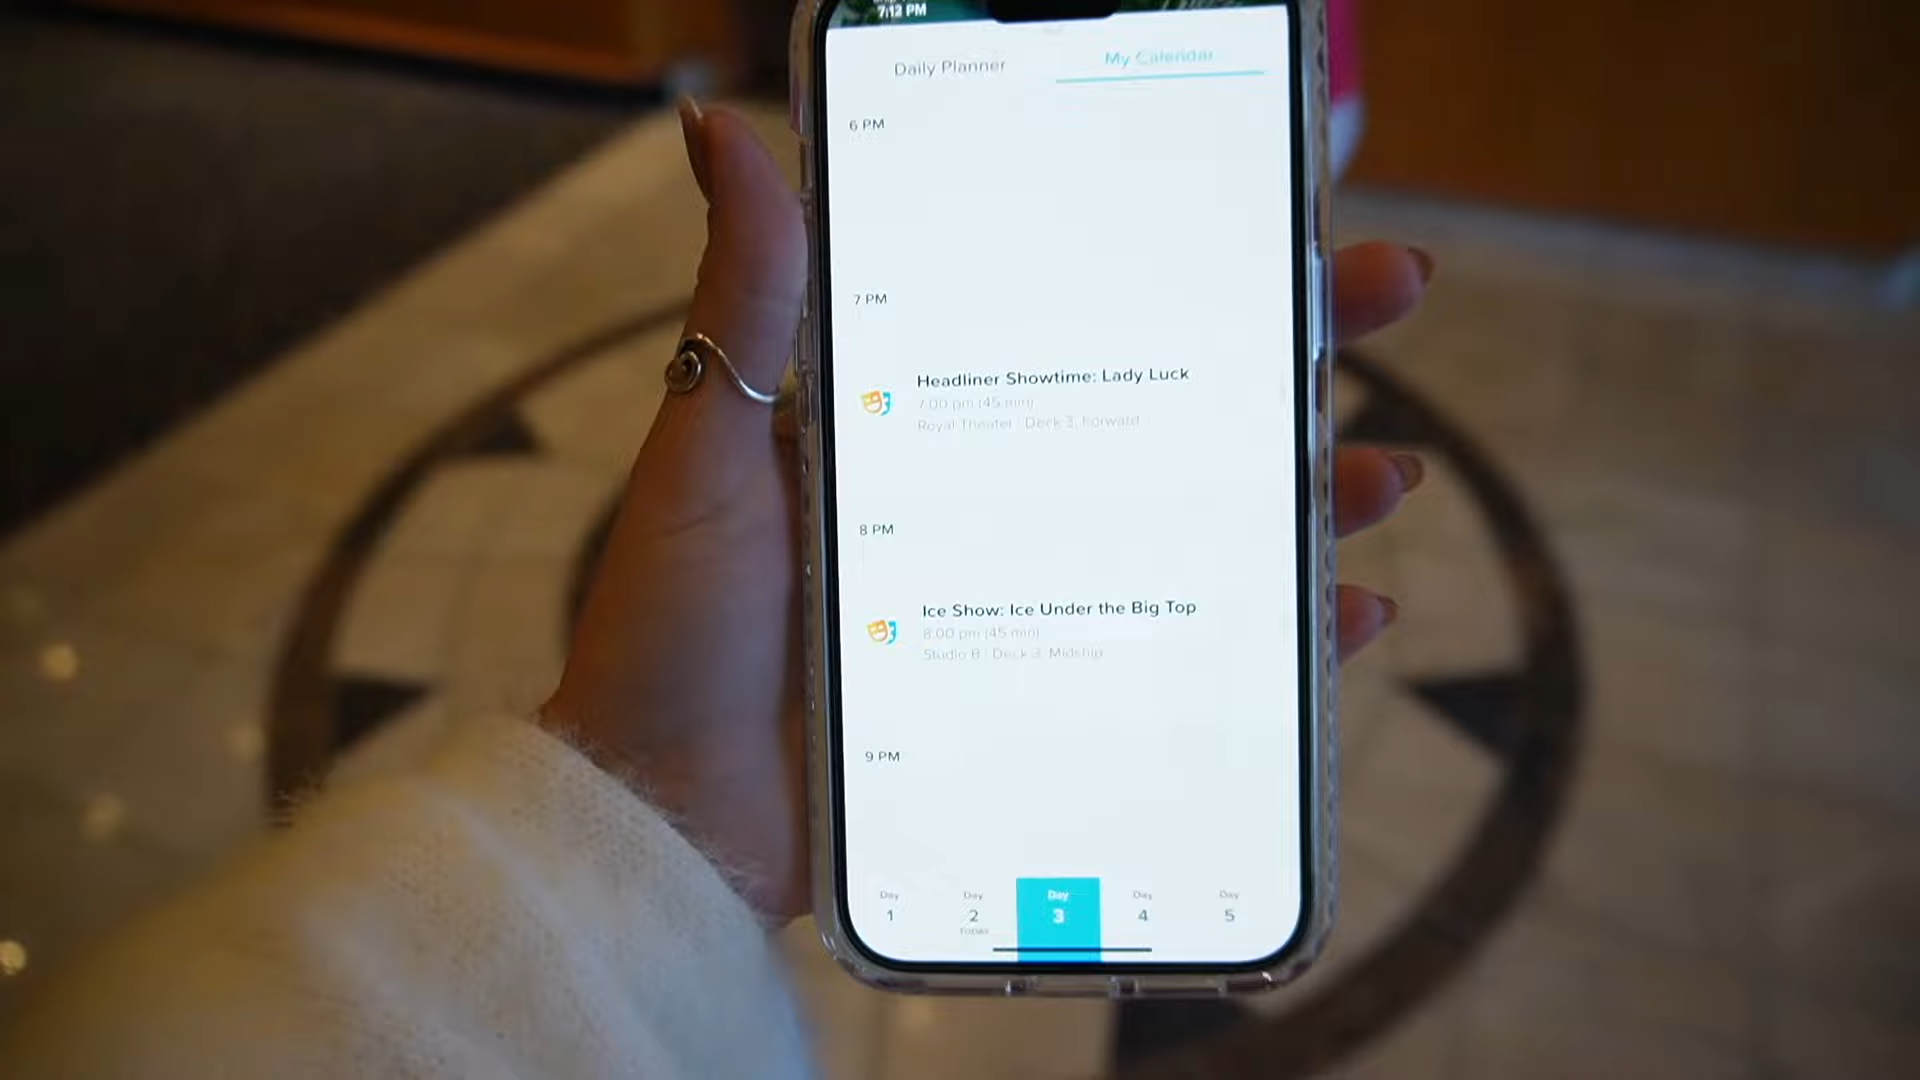 7:12 PM
Daily Planner
My Calendar
6 PM
7 PM
Headliner Showtime: Lady Luck
7:00 pm (45 min)
Royal Theater | Deck 3, Forward
8 PM
Ice Show: Ice Under the Big Top
8:00 pm (45 min)
Studio B | Deck 3, Midship
9 PM
Day Day Day Day Day
1 2 3 4 5
TODAY